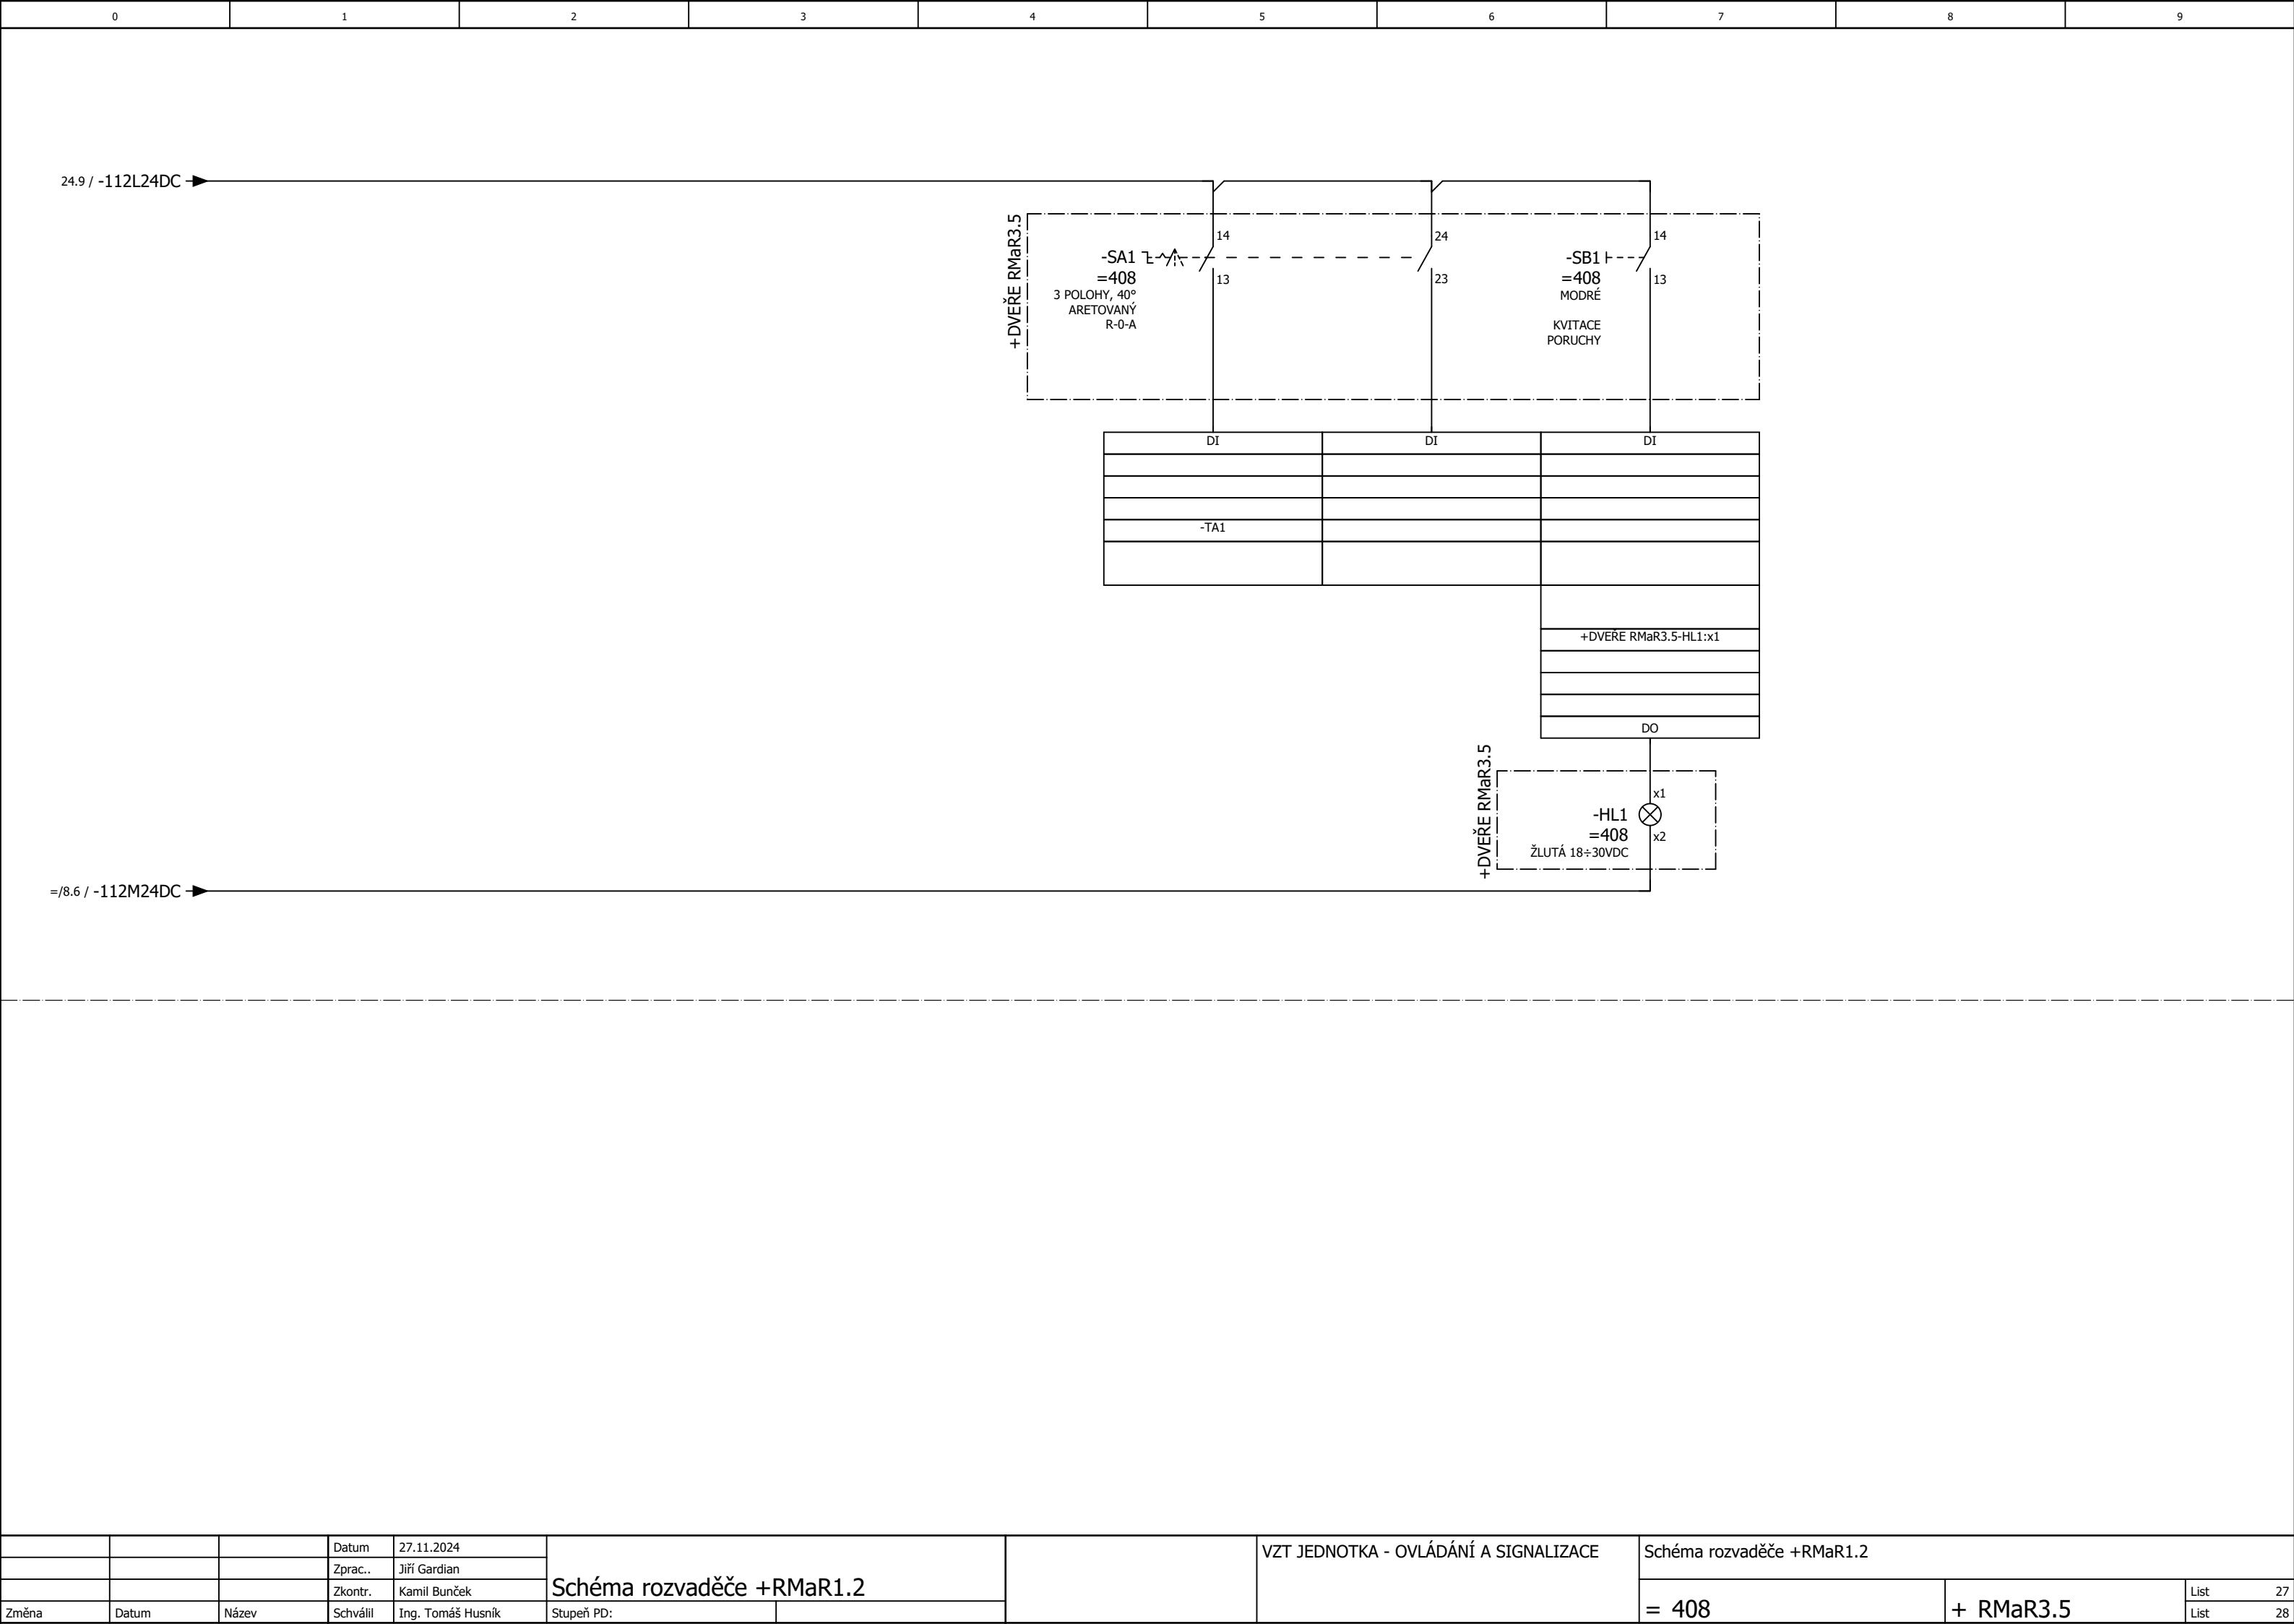 0 1 2 3 4 5 6 7 8 9
24.9 / -112L24DC
+DVEŘE RMaR3.5
14 24 14
-SA1 -SB1
=408 =408
13 23 13
3 POLOHY, 40° MODRÉ
ARETOVANÝ
R-0-A KVITACE
PORUCHY
DI DI DI
-TA1
+DVEŘE RMaR3.5-HL1:x1
DO
+DVEŘE RMaR3.5
x1
-HL1
=408 x2
ŽLUTÁ 18÷30VDC
=/8.6 / -112M24DC
Datum 27.11.2024
Zprac.. Jiří Gardian
Zkontr. Kamil Bunček
Změna Datum Název Schválil Ing. Tomáš Husník
Schéma rozvaděče +RMaR1.2
Stupeň PD:
VZT JEDNOTKA - OVLÁDÁNÍ A SIGNALIZACE
Schéma rozvaděče +RMaR1.2
= 408 + RMaR3.5
List 27
List 28